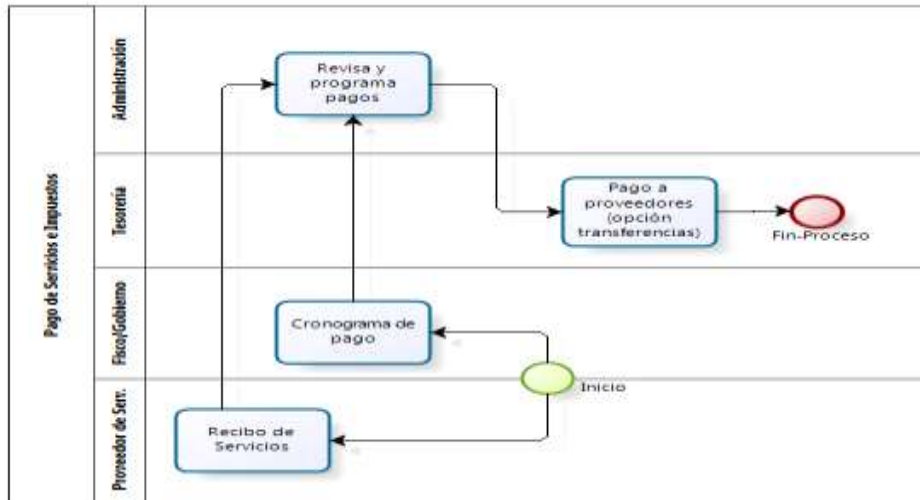 Pago de Servicios e Impuestos
Administración
Revisa y
programa
pagos
Tesorería
Pago a
proveedores
(opción
transferencias)
Fin-Proceso
Fisco/Gobierno
Cronograma de
pago
Inicio
Proveedor de Serv.
Recibo de
Servicios